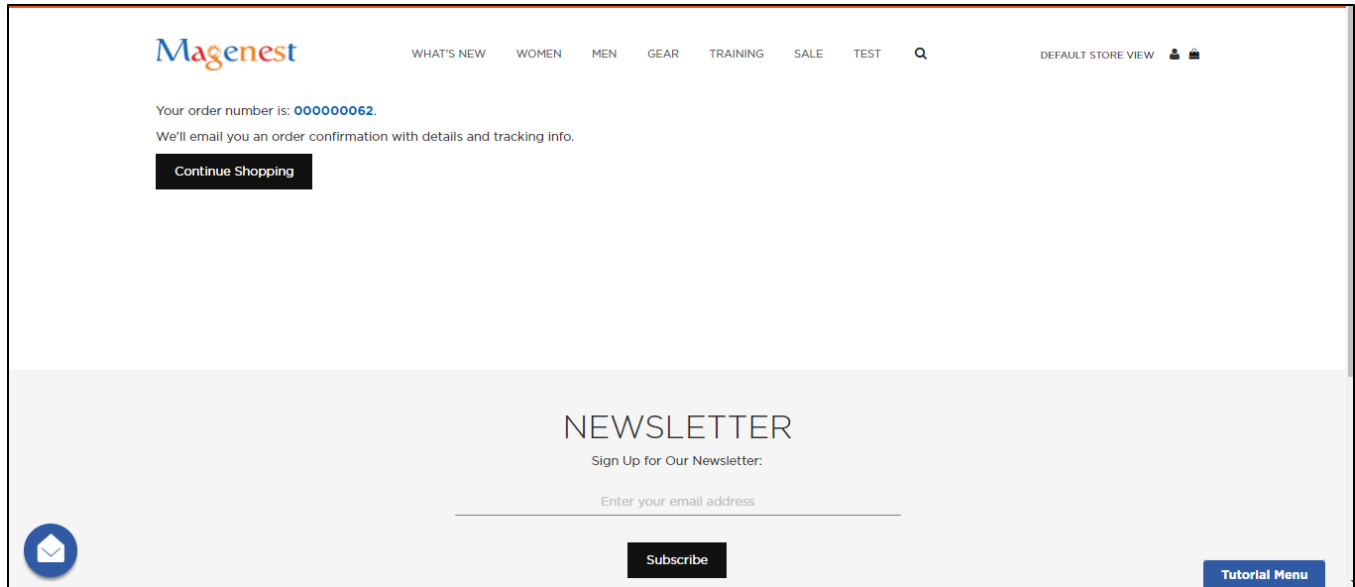 Magenest WHAT'S NEW WOMEN MEN GEAR TRAINING SALE TEST DEFAULT STORE VIEW
Your order number is: 000000062.
We'll email you an order confirmation with details and tracking info.
Continue Shopping
NEWSLETTER
Sign Up for Our Newsletter:
Enter your email address
Subscribe
Tutorial Menu